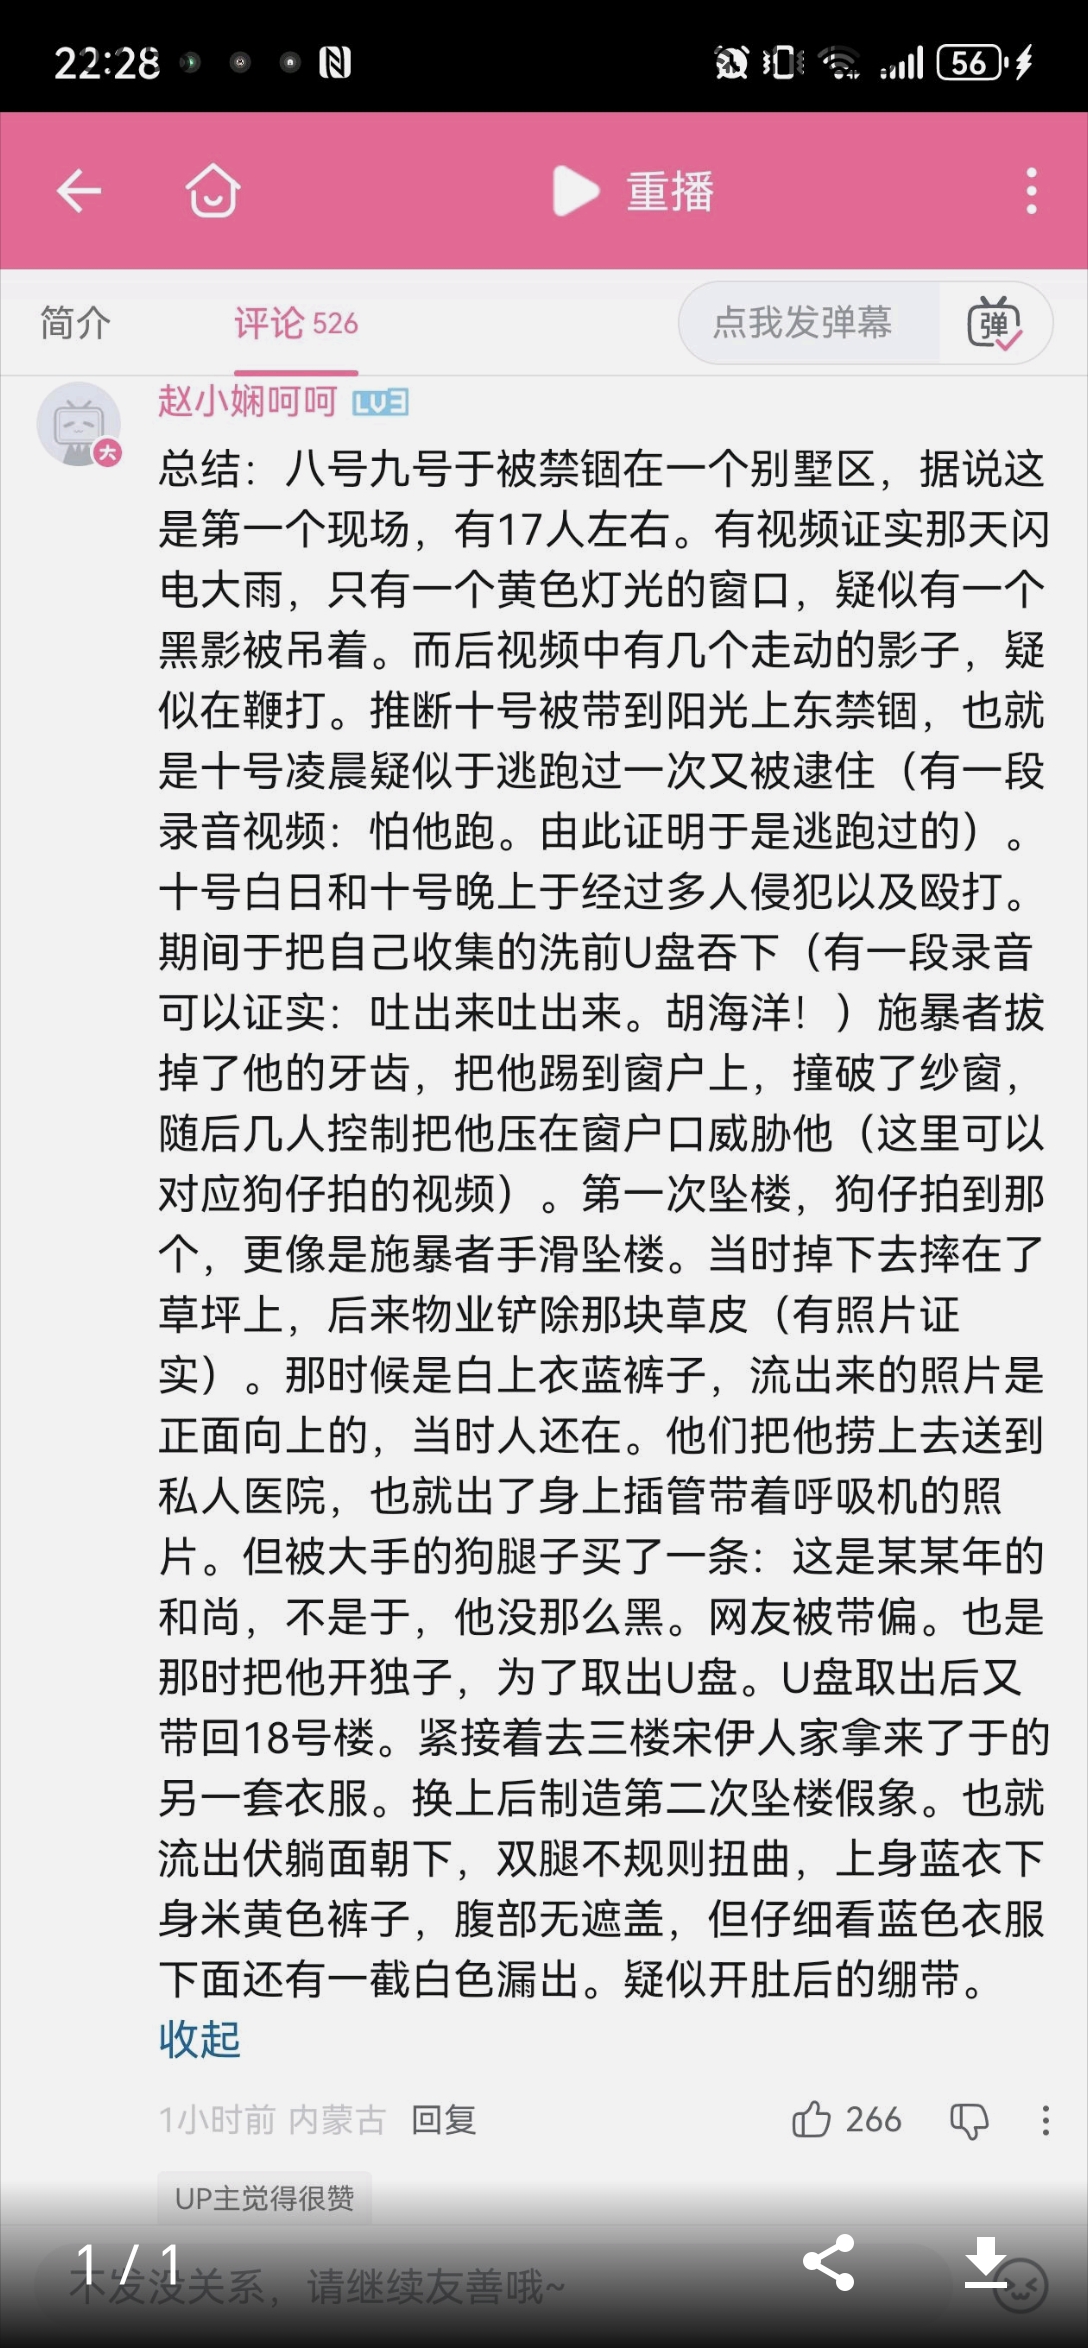 22:28
56
重播
简介
评论 526
点我发弹幕
弹
赵小娴呵呵 LV3
大
总结：八号九号于被禁锢在一个别墅区，据说这
是第一个现场，有17人左右。有视频证实那天闪
电大雨，只有一个黄色灯光的窗口，疑似有一个
黑影被吊着。而后视频中有几个走动的影子，疑
似在鞭打。推断十号被带到阳光上东禁锢，也就
是十号凌晨疑似于逃跑过一次又被逮住（有一段
录音视频：怕他跑。由此证明于是逃跑过的）。
十号白日和十号晚上于经过多人侵犯以及殴打。
期间于把自己收集的洗前U盘吞下（有一段录音
可以证实：吐出来吐出来。胡海洋！）施暴者拔
掉了他的牙齿，把他踢到窗户上，撞破了纱窗，
随后几人控制把他压在窗户口威胁他（这里可以
对应狗仔拍的视频）。第一次坠楼，狗仔拍到那
个，更像是施暴者手滑坠楼。当时掉下去摔在了
草坪上，后来物业铲除那块草皮（有照片证
实）。那时候是白上衣蓝裤子，流出来的照片是
正面向上的，当时人还在。他们把他捞上去送到
私人医院，也就出了身上插管带着呼吸机的照
片。但被大手的狗腿子买了一条：这是某某年的
和尚，不是于，他没那么黑。网友被带偏。也是
那时把他开独子，为了取出U盘。U盘取出后又
带回18号楼。紧接着去三楼宋伊人家拿来了于的
另一套衣服。换上后制造第二次坠楼假象。也就
流出伏躺面朝下，双腿不规则扭曲，上身蓝衣下
身米黄色裤子，腹部无遮盖，但仔细看蓝色衣服
下面还有一截白色漏出。疑似开肚后的绷带。
收起
1小时前 内蒙古 回复
266
UP主觉得很赞
1 / 1
不发没关系，请继续友善哦~